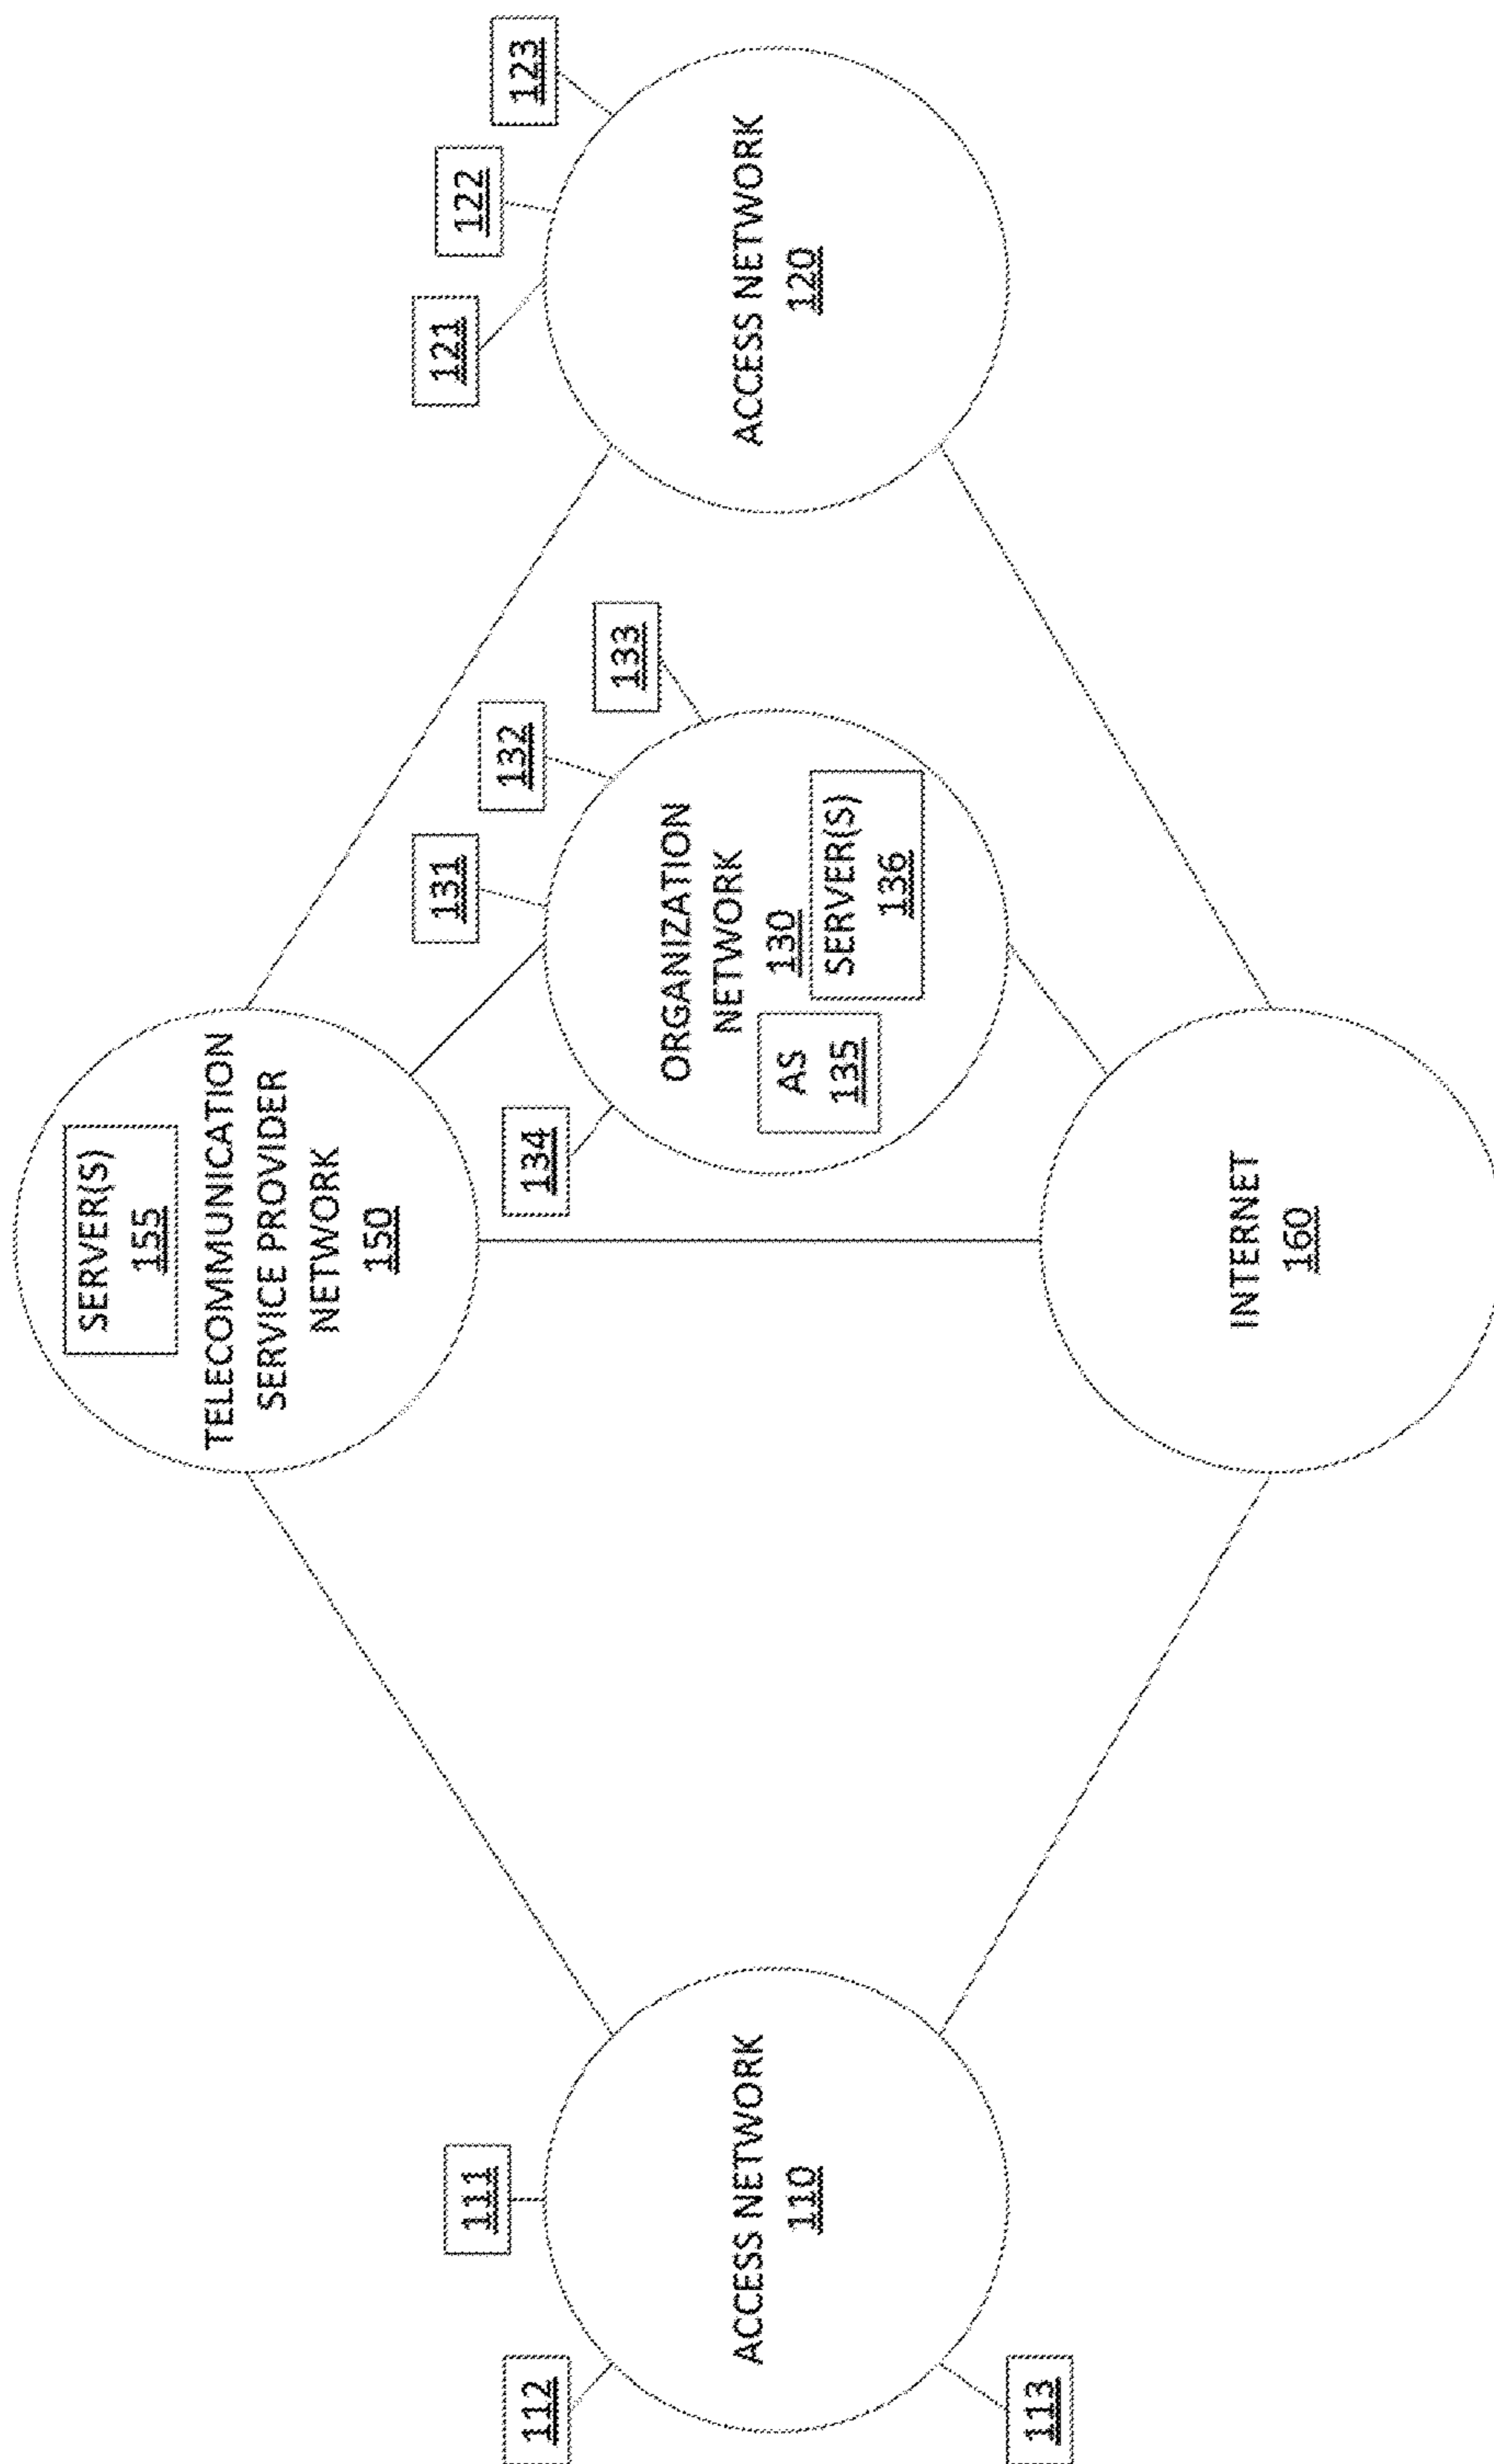 SERVER(S)
155
TELECOMMUNICATION
SERVICE PROVIDER
NETWORK
150
112
111
ACCESS NETWORK
110
113
134
131
132
133
ORGANIZATION
NETWORK
130
AS
135
SERVER(S)
136
121
122
123
ACCESS NETWORK
120
INTERNET
160